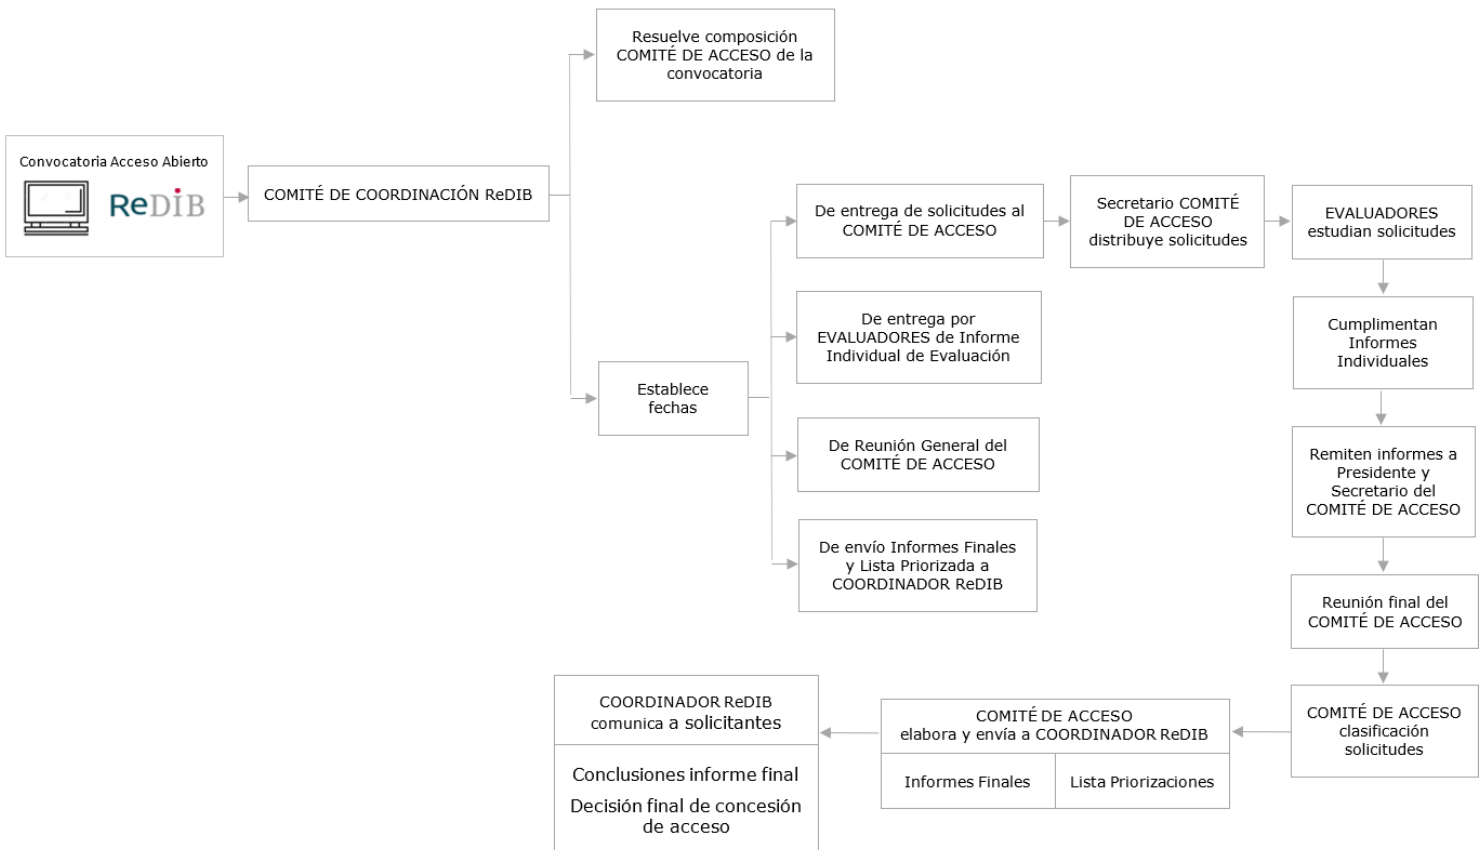 Resuelve composición
COMITÉ DE ACCESO de la
convocatoria
Convocatoria Acceso Abierto
ReDIB
COMITÉ DE COORDINACIÓN ReDIB
Establece
fechas
De entrega de solicitudes al
COMITÉ DE ACCESO
De entrega por
EVALUADORES de Informe
Individual de Evaluación
De Reunión General del
COMITÉ DE ACCESO
De envío Informes Finales
y Lista Priorizada a
COORDINADOR ReDIB
Secretario COMITÉ
DE ACCESO
distribuye solicitudes
EVALUADORES
estudian solicitudes
Cumplimentan
Informes
Individuales
Remiten informes a
Presidente y
Secretario del
COMITÉ DE ACCESO
Reunión final del
COMITÉ DE ACCESO
COMITÉ DE ACCESO
clasificación
solicitudes
COMITÉ DE ACCESO
elabora y envía a COORDINADOR ReDIB
Informes Finales
Lista Priorizaciones
COORDINADOR ReDIB
comunica a solicitantes
Conclusiones informe final
Decisión final de concesión
de acceso